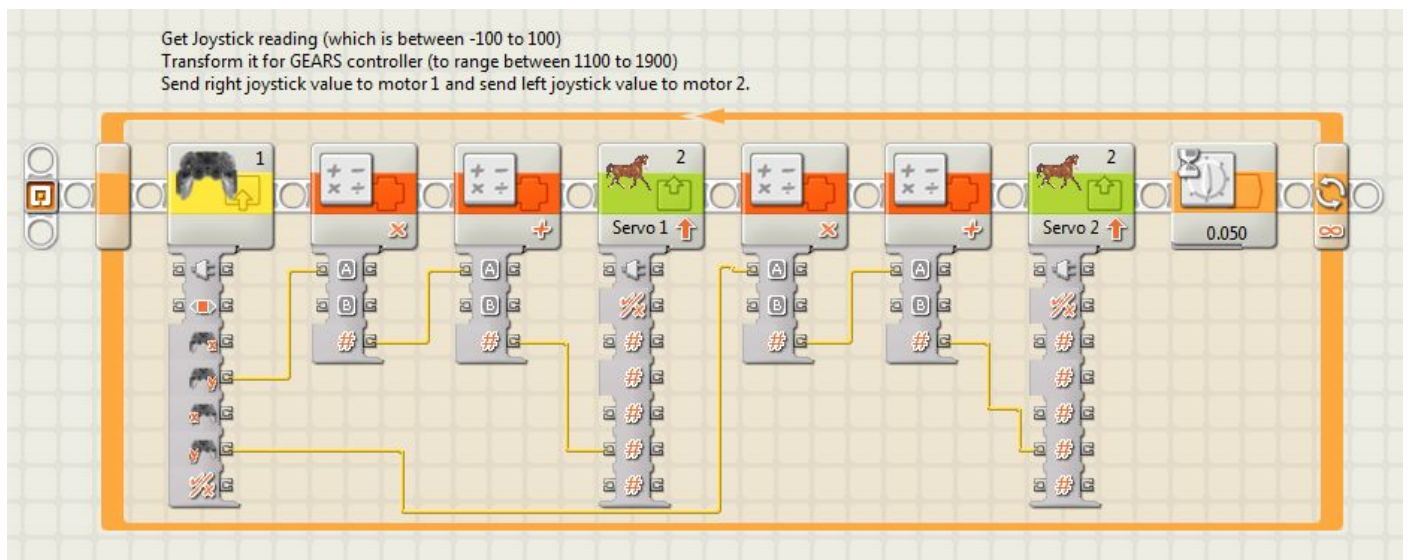 Get Joystick reading (which is between -100 to 100)
Transform it for GEARS controller (to range between 1100 to 1900)
Send right joystick value to motor 1 and send left joystick value to motor 2.
1
2
2
Servo 1
Servo 2
0.050
A A A A
B B B B
x
# # # #
# #
y
x
# #
y
# #
# #